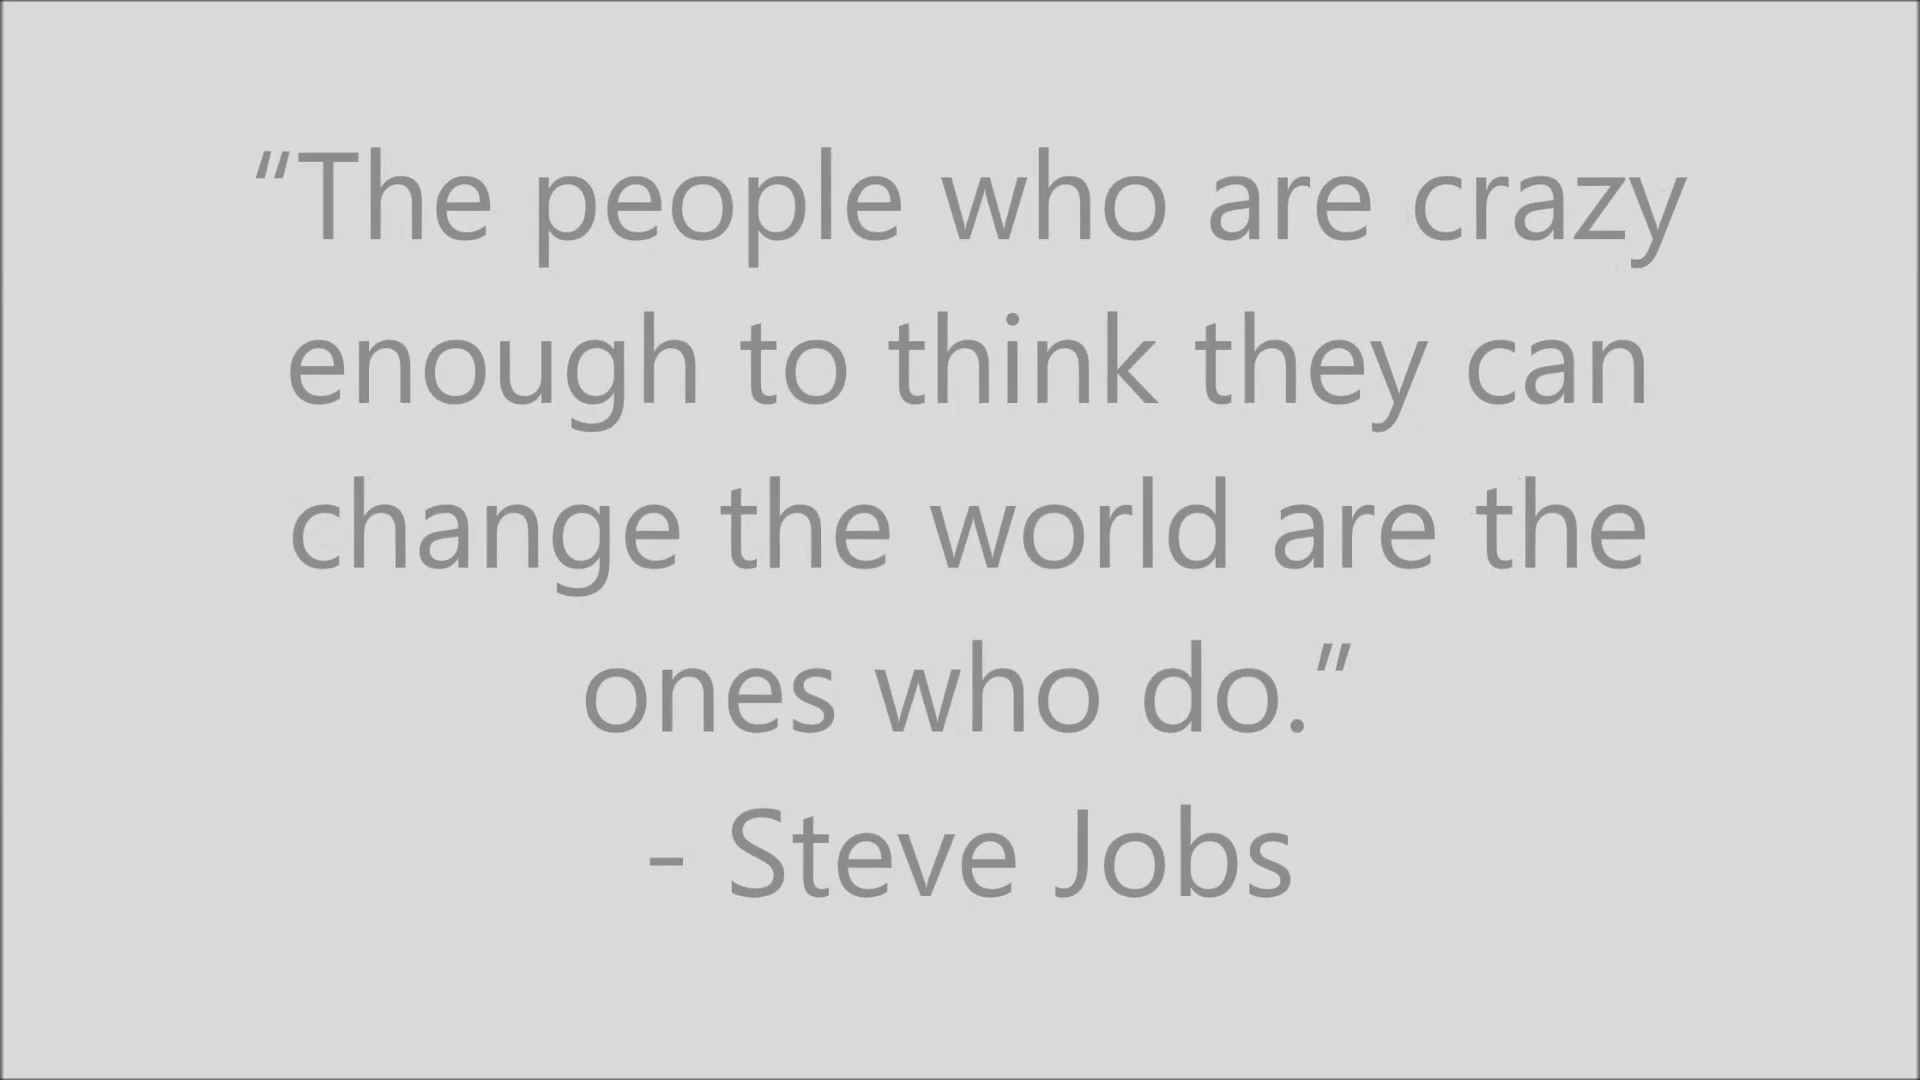 “The people who are crazy
enough to think they can
change the world are the
ones who do.”
- Steve Jobs